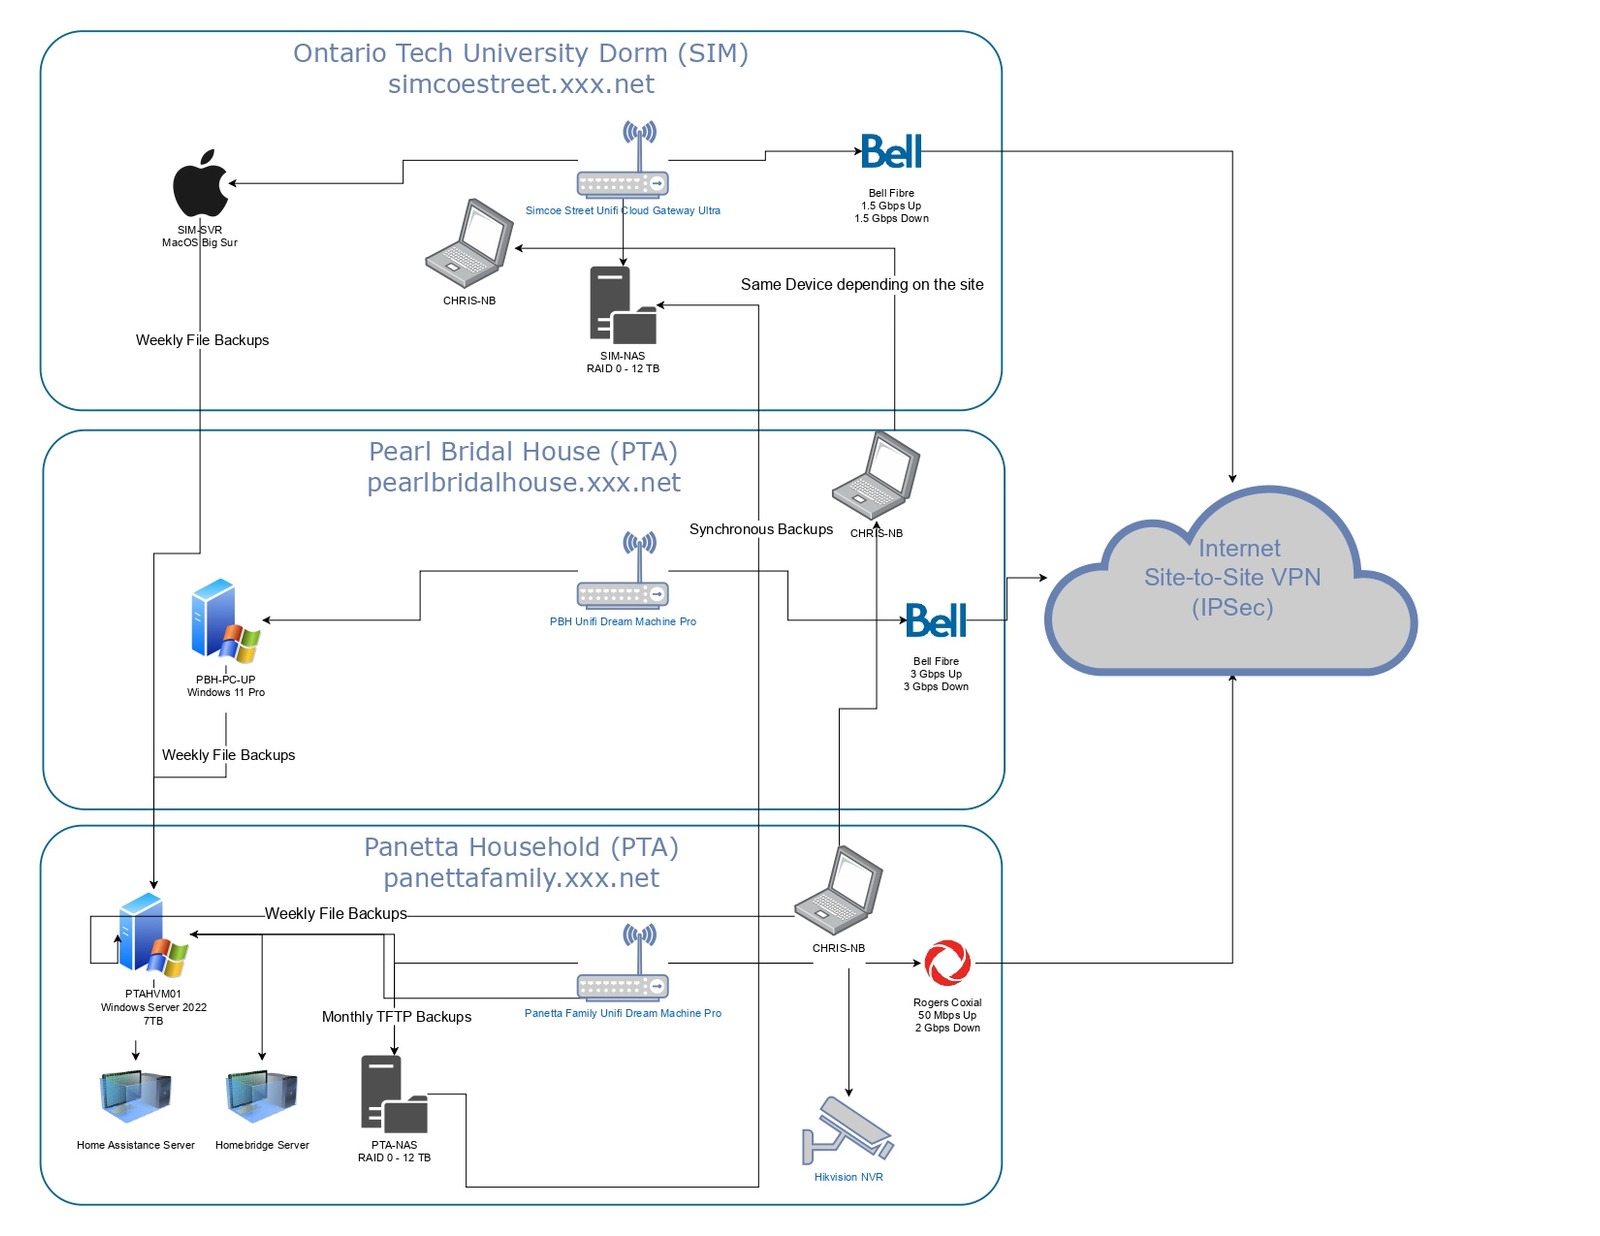 Ontario Tech University Dorm (SIM)
simcoestreet.xxx.net
Bell
Bell Fibre
1.5 Gbps Up
1.5 Gbps Down
Simcoe Street Unifi Cloud Gateway Ultra
SIM-SVR
MacOS Big Sur
CHRIS-NB
Same Device depending on the site
Weekly File Backups
SIM-NAS
RAID 0 - 12 TB
Pearl Bridal House (PTA)
pearlbridalhouse.xxx.net
Synchronous Backups
CHRIS-NB
Internet
Site-to-Site VPN
(IPSec)
PBH Unifi Dream Machine Pro
Bell
Bell Fibre
3 Gbps Up
3 Gbps Down
PBH-PC-UP
Windows 11 Pro
Weekly File Backups
Panetta Household (PTA)
panettafamily.xxx.net
Weekly File Backups
CHRIS-NB
PTAHVM01
Windows Server 2022
7TB
Monthly TFTP Backups
Panetta Family Unifi Dream Machine Pro
Rogers Coxial
50 Mbps Up
2 Gbps Down
Home Assistance Server
Homebridge Server
PTA-NAS
RAID 0 - 12 TB
Hikvision NVR